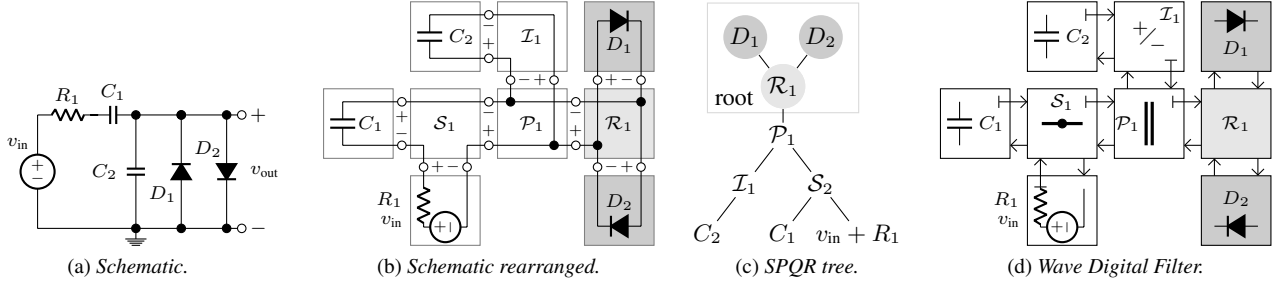 R1
C1
vin
+
−
C2
D1
D2
+
vout
−
(a) Schematic.
C2
−
+
I1
D1
− +
− +
C1
+
−
S1
+
−
P1
+
−
R1
+ −
+ −
R1
vin
+ −
D2
(b) Schematic rearranged.
D1
D2
R1
root
P1
I1
S2
C2
C1
vin + R1
(c) SPQR tree.
C2
I1
+/−
D1
C1
S1
P1
R1
R1
vin
+ −
D2
(d) Wave Digital Filter.